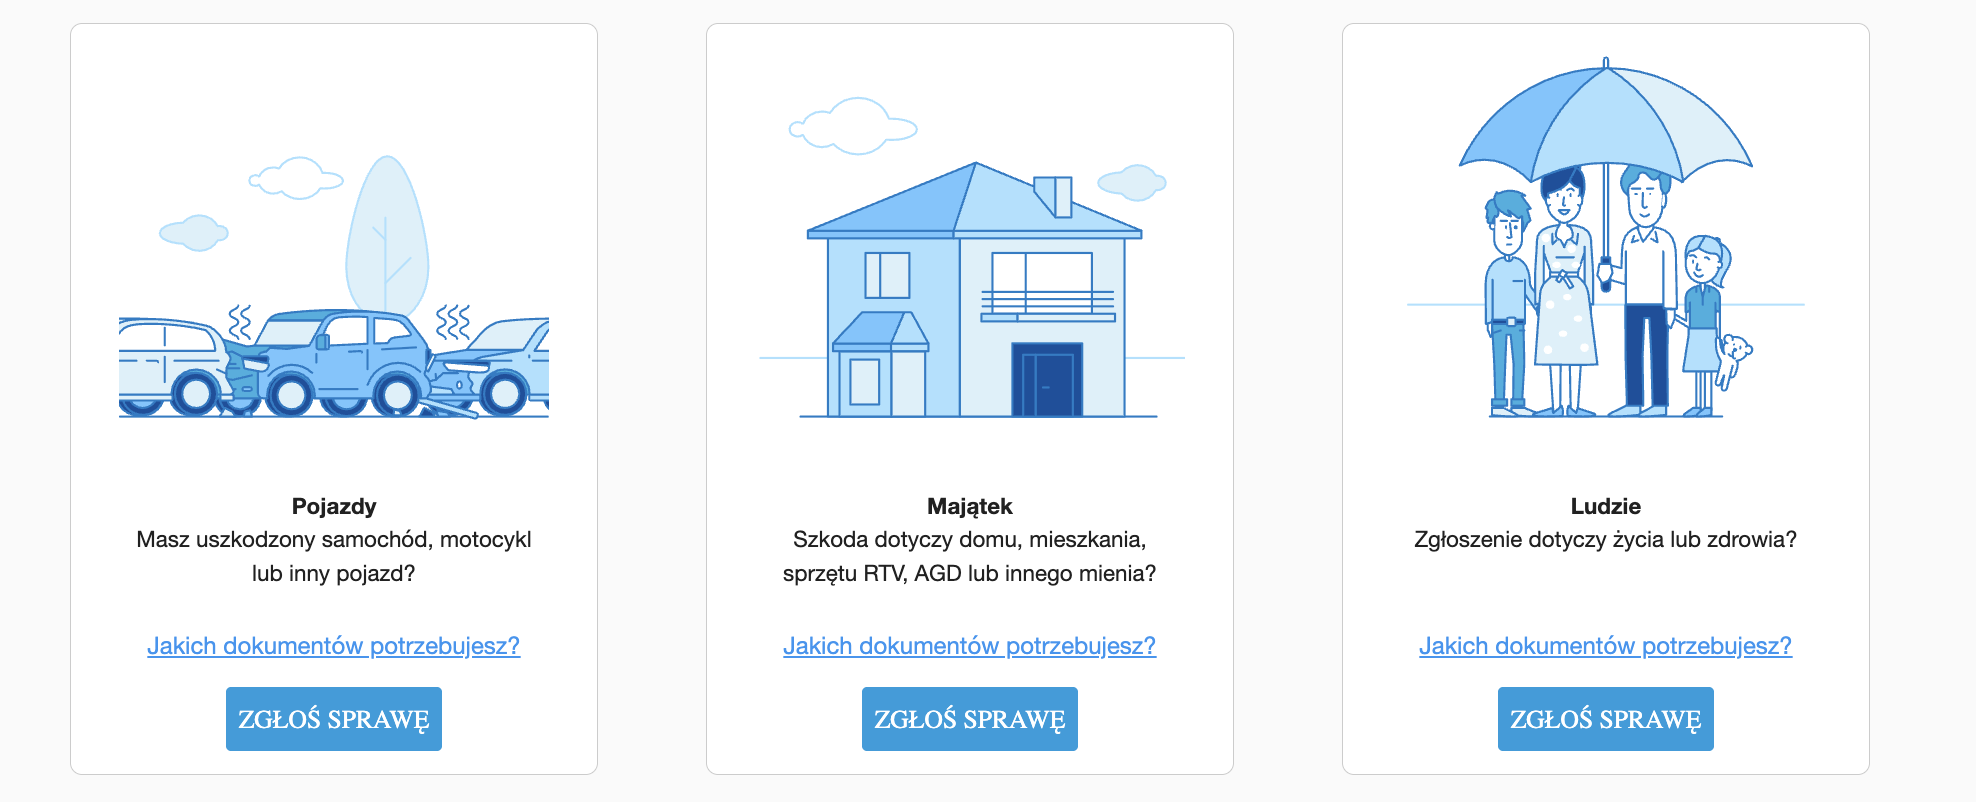 Pojazdy
Masz uszkodzony samochód, motocykl
lub inny pojazd?
Jakich dokumentów potrzebujesz?
ZGŁOŚ SPRAWĘ
Majątek
Szkoda dotyczy domu, mieszkania,
sprzętu RTV, AGD lub innego mienia?
Jakich dokumentów potrzebujesz?
ZGŁOŚ SPRAWĘ
Ludzie
Zgłoszenie dotyczy życia lub zdrowia?
Jakich dokumentów potrzebujesz?
ZGŁOŚ SPRAWĘ